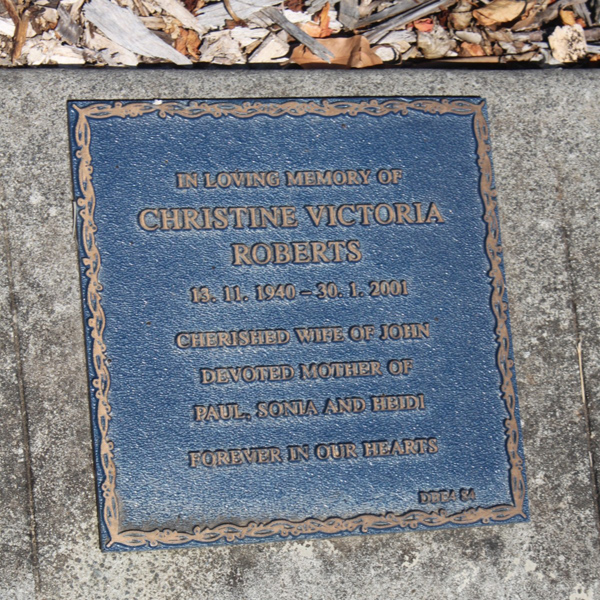 IN LOVING MEMORY OF
CHRISTINE VICTORIA
ROBERTS
13. 11. 1940 – 30. 1. 2001
CHERISHED WIFE OF JOHN
DEVOTED MOTHER OF
PAUL, SONIA AND HEIDI
FOREVER IN OUR HEARTS